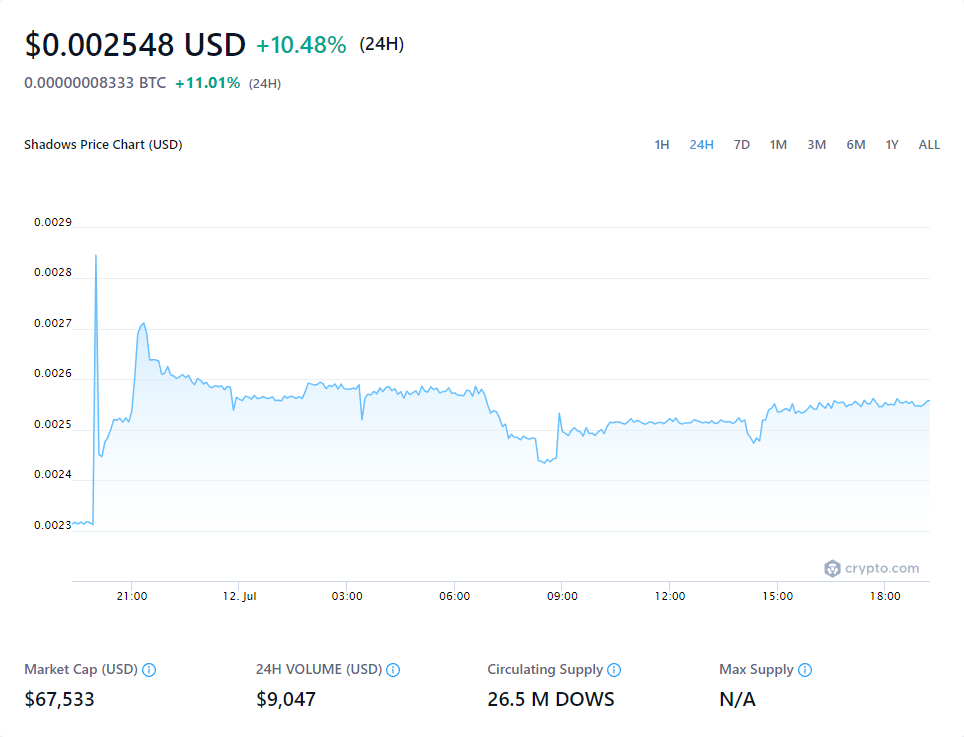 $0.002548 USD +10.48% (24H)
0.00000008333 BTC +11.01% (24H)
Shadows Price Chart (USD) 1H 24H 7D 1M 3M 6M 1Y ALL
0.0029
0.0028
0.0027
0.0026
0.0025
0.0024
0.0023
crypto.com
21:00 12. Jul 03:00 06:00 09:00 12:00 15:00 18:00
Market Cap (USD) 24H VOLUME (USD) Circulating Supply Max Supply
$67,533 $9,047 26.5 M DOWS N/A